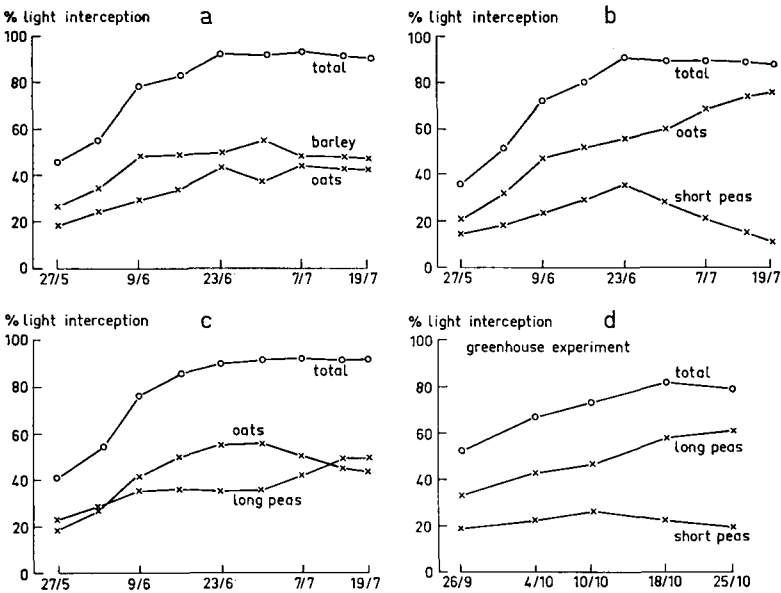 % light interception a
100
80
60
40
20
0
total
barley
oats
27/5 9/6 23/6 7/7 19/7
% light interception b
100
80
60
40
20
0
total
oats
short peas
27/5 9/6 23/6 7/7 19/7
% light interception c
100
80
60
40
20
0
total
oats
long peas
27/5 9/6 23/6 7/7 19/7
% light interception d
greenhouse experiment
100
80
60
40
20
0
total
long peas
short peas
26/9 4/10 10/10 18/10 25/10